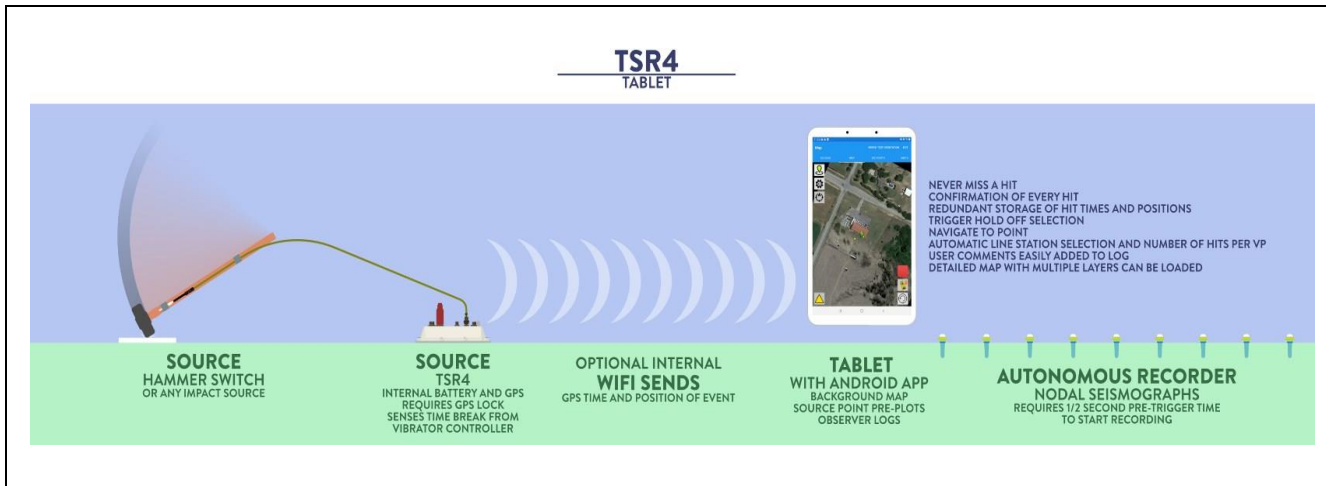 TSR4
TABLET
NEVER MISS A HIT
CONFIRMATION OF EVERY HIT
REDUNDANT STORAGE OF HIT TIMES AND POSITIONS
TRIGGER HOLD OFF SELECTION
NAVIGATE TO POINT
AUTOMATIC LINE STATION SELECTION AND NUMBER OF HITS PER VP
USER COMMENTS EASILY ADDED TO LOG
DETAILED MAP WITH MULTIPLE LAYERS CAN BE LOADED
SOURCE
HAMMER SWITCH
OR ANY IMPACT SOURCE
SOURCE
TSR4
INTERNAL BATTERY AND GPS
REQUIRES GPS LOCK
SENSES TIME BREAK FROM
VIBRATOR CONTROLLER
OPTIONAL INTERNAL
WIFI SENDS
GPS TIME AND POSITION OF EVENT
TABLET
WITH ANDROID APP
BACKGROUND MAP
SOURCE POINT PRE-PLOTS
OBSERVER LOGS
AUTONOMOUS RECORDER
NODAL SEISMOGRAPHS
REQUIRES 1/2 SECOND PRE-TRIGGER TIME
TO START RECORDING